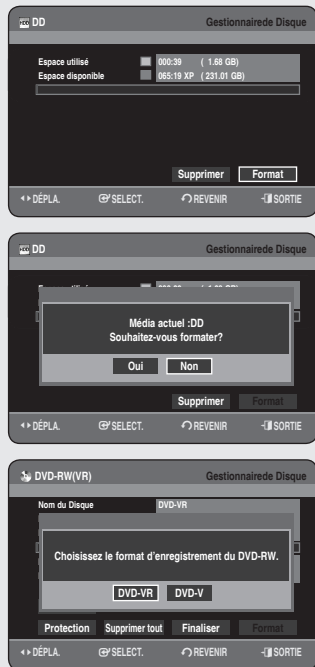 DD
Gestionnairede Disque
Espace utilisé 000:39 ( 1.68 GB)
Espace disponible 065:19 XP ( 231.01 GB)
Supprimer Format
DÉPLA. SELECT. REVENIR SORTIE
DD
Gestionnairede Disque
Média actuel :DD
Souhaitez-vous formater?
Oui Non
Supprimer Format
DÉPLA. SELECT. REVENIR SORTIE
DVD-RW(VR)
Gestionnairede Disque
Nom du Disque DVD-VR
Choisissez le format d'enregistrement du DVD-RW.
DVD-VR DVD-V
Protection Supprimer tout Finaliser Format
DÉPLA. SELECT. REVENIR SORTIE